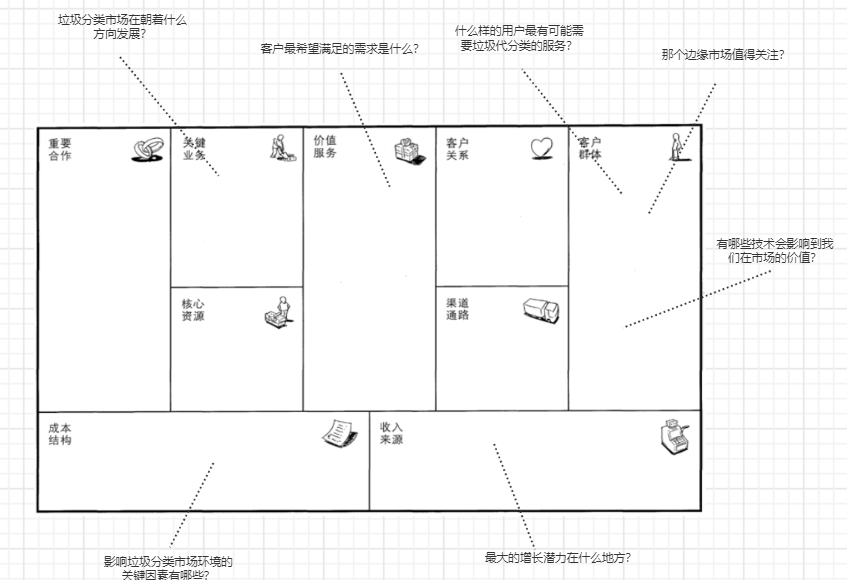 垃圾分类市场在朝着什么
方向发展?
客户最希望满足的需求是什么?
什么样的用户最有可能需
要垃圾代分类的服务?
那个边缘市场值得关注?
重要
合作
关键
业务
价值
服务
客户
关系
客户
群体
有哪些技术会影响到我
们在市场的价值?
核心
资源
渠道
通路
成本
结构
收入
来源
影响垃圾分类市场环境的
关键因素有哪些?
最大的增长潜力在什么地方?